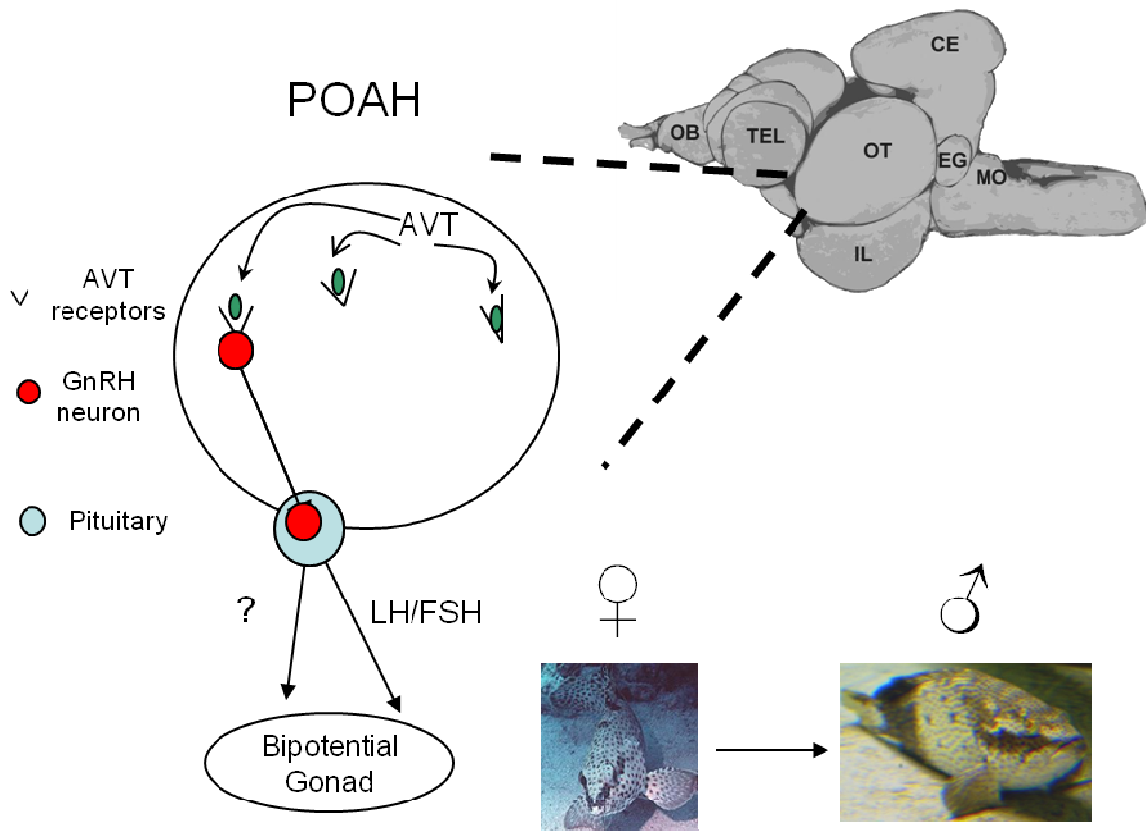 POAH
CE
OB
TEL
OT
EG
MO
IL
AVT
AVT
receptors
GnRH
neuron
Pituitary
?
LH/FSH
♀
♂
Bipotential
Gonad